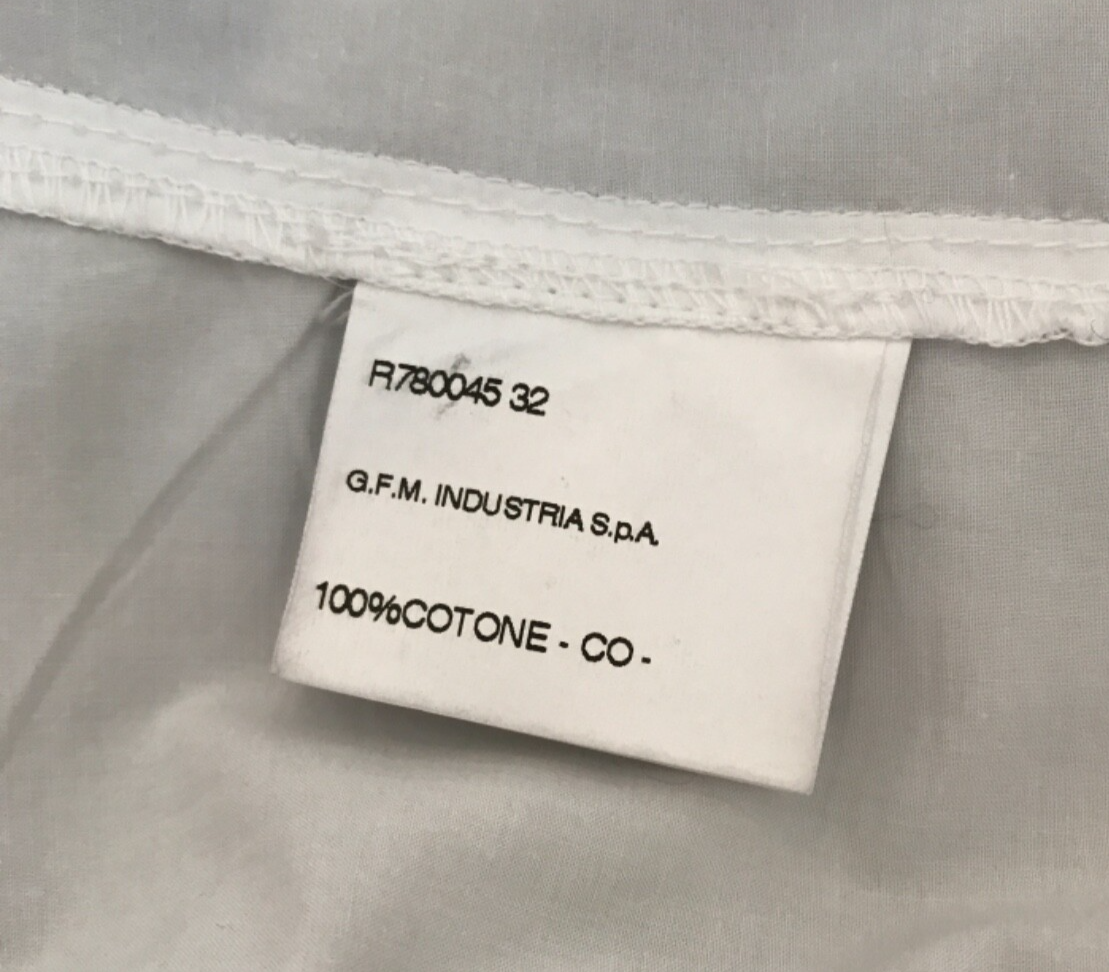 R780045 32
G.F.M. INDUSTRIA S.p.A.
100%COTONE - CO -